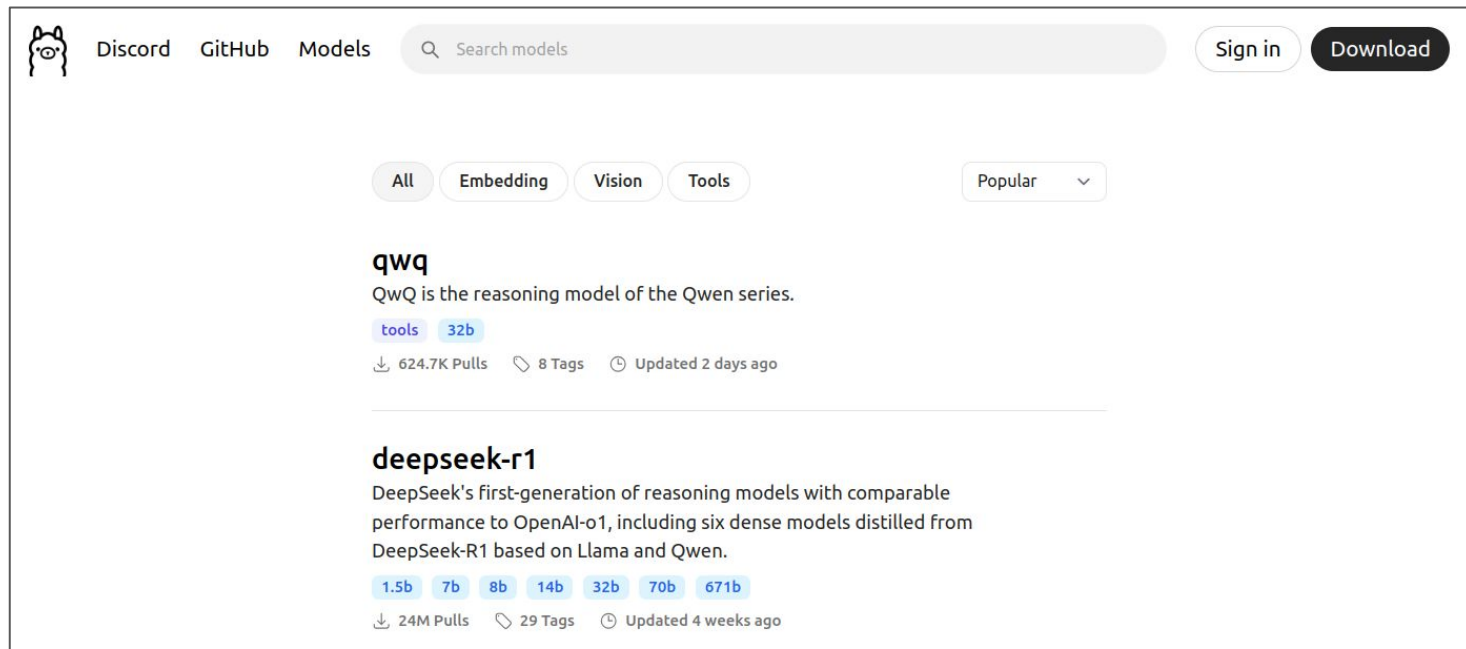 Discord GitHub Models Search models Sign in Download
All Embedding Vision Tools Popular
qwq
QwQ is the reasoning model of the Qwen series.
tools 32b
624.7K Pulls 8 Tags Updated 2 days ago
deepseek-r1
DeepSeek's first-generation of reasoning models with comparable
performance to OpenAI-o1, including six dense models distilled from
DeepSeek-R1 based on Llama and Qwen.
1.5b 7b 8b 14b 32b 70b 671b
24M Pulls 29 Tags Updated 4 weeks ago